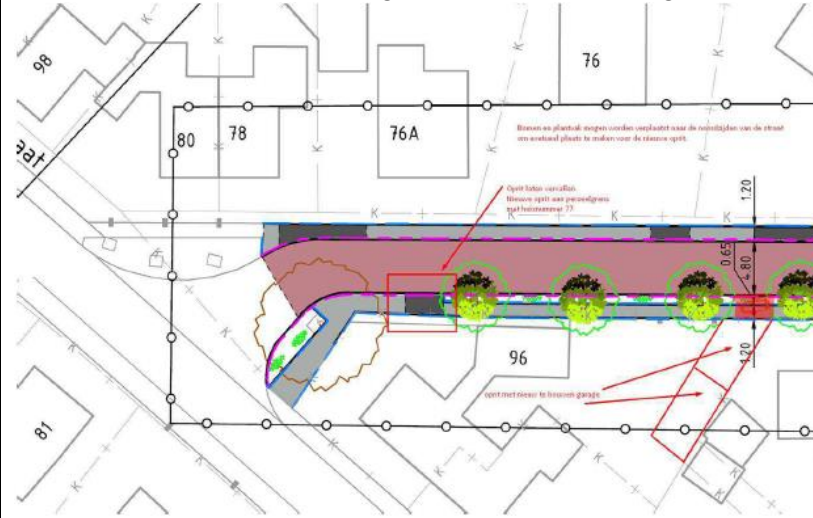 98
76
80
78
76A
Bomen en plantvak mogen worden verplaatst naar de noordzijden van de straat
om eventueel plaats te maken voor de nieuwe oprit.
aat
Oprit laten vervallen.
Nieuwe oprit aan perceelgrens
met huisnummer 77
1.20
K
0.65
4.80
96
1.20
oprit met nieuw te bouwen garage
81